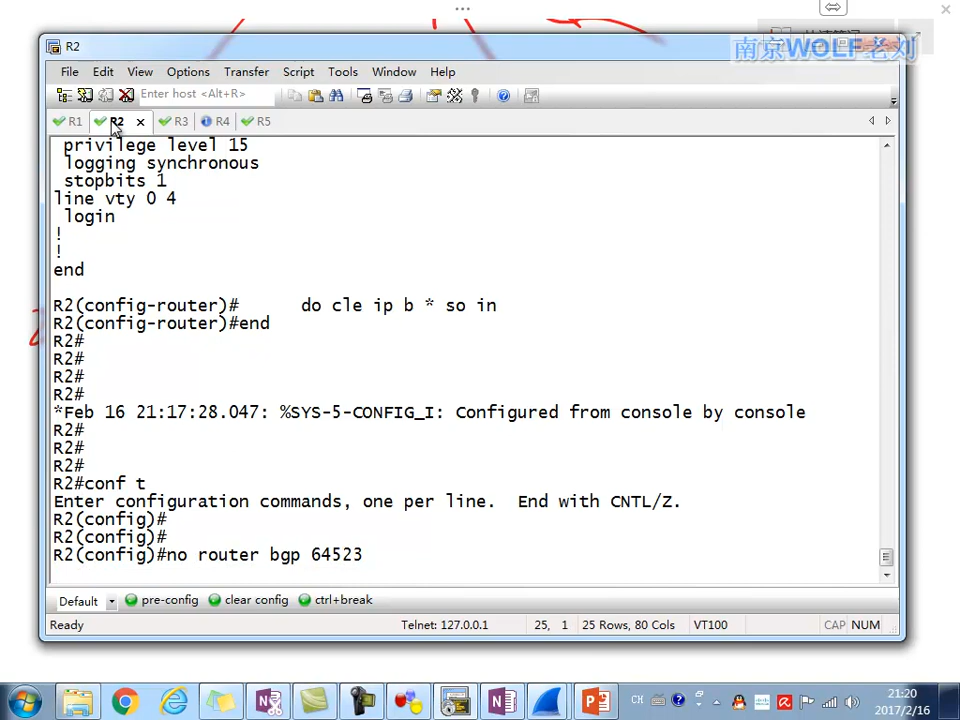 R2
南京WOLF老刘
File Edit View Options Transfer Script Tools Window Help
Enter host <Alt+R>
R1 R2 R3 R4 R5
privilege level 15
logging synchronous
stopbits 1
line vty 0 4
login
!
!
end
R2(config-router)#      do cle ip b * so in
R2(config-router)#end
R2#
R2#
R2#
R2#
*Feb 16 21:17:28.047: %SYS-5-CONFIG_I: Configured from console by console
R2#
R2#
R2#
R2#conf t
Enter configuration commands, one per line.  End with CNTL/Z.
R2(config)#
R2(config)#
R2(config)#no router bgp 64523
Default pre-config clear config ctrl+break
Ready Telnet: 127.0.0.1 25, 1 25 Rows, 80 Cols VT100 CAP NUM
CH 21:20
2017/2/16